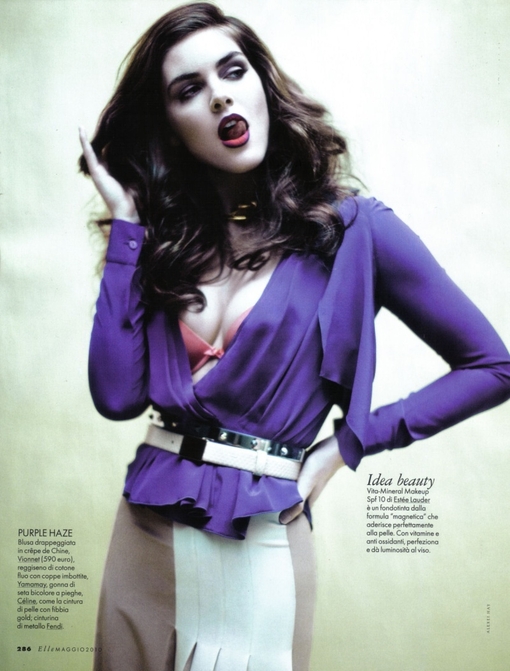 Idea beauty
Vita-Mineral Makeup
Spf 10 di Estée Lauder
è un fondotinta dalla
formula "magnetica" che
aderisce perfettamente
alla pelle. Con vitamine e
anti ossidanti, perfeziona
e dà luminosità al viso.
PURPLE HAZE
Blusa drappeggiata
in crêpe de Chine,
Vionnet (590 euro),
reggiseno di cotone
fluo con coppe imbottite,
Yamamay, gonna di
seta bicolore a pieghe,
Céline, come la cintura
di pelle con fibbia
gold; cinturina
di metallo Fendi.
286 Elle MAGGIO